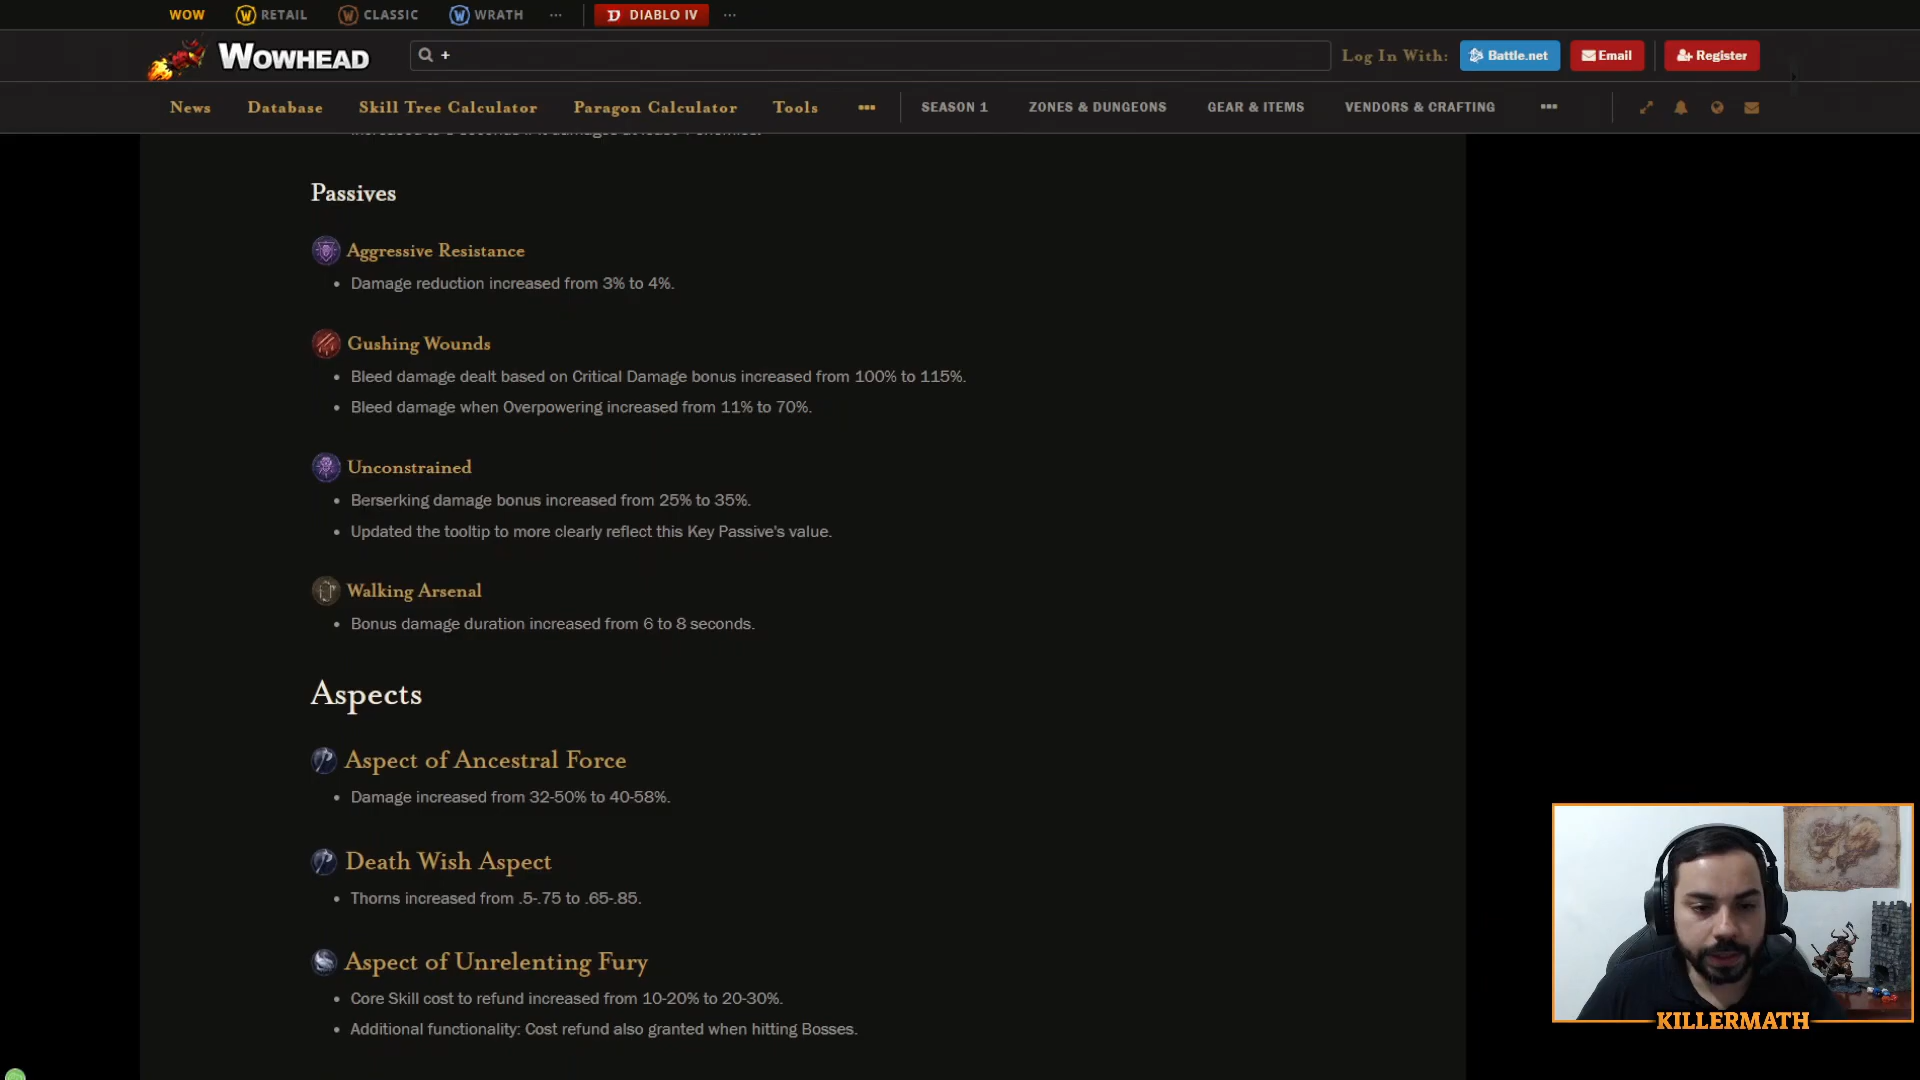 WOW RETAIL CLASSIC WRATH ... DIABLO IV ...
WOWHEAD + Log In With: Battle.net Email Register
News Database Skill Tree Calculator Paragon Calculator Tools ... SEASON 1 ZONES & DUNGEONS GEAR & ITEMS VENDORS & CRAFTING ...
Passives
Aggressive Resistance
• Damage reduction increased from 3% to 4%.
Gushing Wounds
• Bleed damage dealt based on Critical Damage bonus increased from 100% to 115%.
• Bleed damage when Overpowering increased from 11% to 70%.
Unconstrained
• Berserking damage bonus increased from 25% to 35%.
• Updated the tooltip to more clearly reflect this Key Passive's value.
Walking Arsenal
• Bonus damage duration increased from 6 to 8 seconds.
Aspects
Aspect of Ancestral Force
• Damage increased from 32-50% to 40-58%.
Death Wish Aspect
• Thorns increased from .5-.75 to .65-.85.
Aspect of Unrelenting Fury
• Core Skill cost to refund increased from 10-20% to 20-30%.
• Additional functionality: Cost refund also granted when hitting Bosses.
KILLERMATH